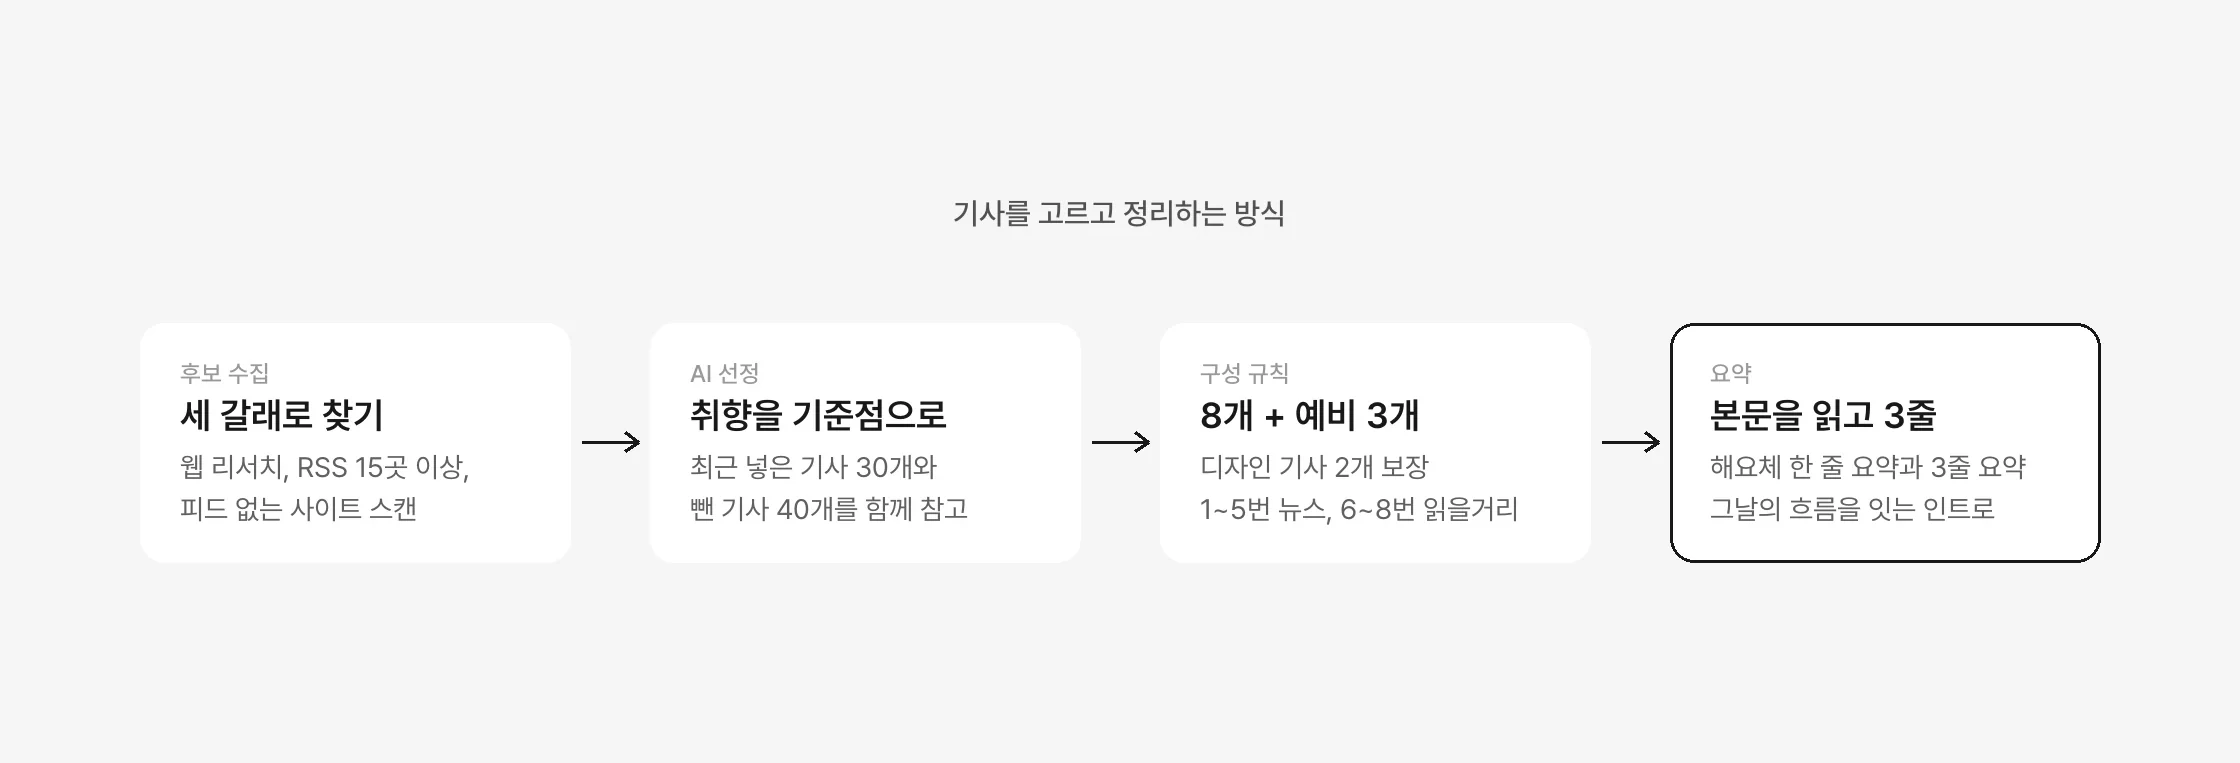 기사를 고르고 정리하는 방식
후보 수집
세 갈래로 찾기
웹 리서치, RSS 15곳 이상,
피드 없는 사이트 스캔
AI 선정
취향을 기준점으로
최근 넣은 기사 30개와
뺀 기사 40개를 함께 참고
구성 규칙
8개 + 예비 3개
디자인 기사 2개 보장
1~5번 뉴스, 6~8번 읽을거리
요약
본문을 읽고 3줄
해요체 한 줄 요약과 3줄 요약
그날의 흐름을 잇는 인트로